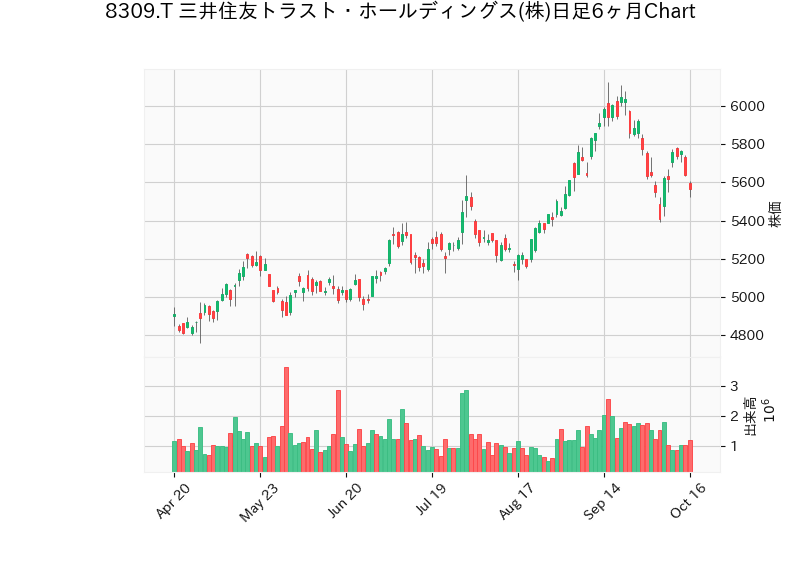 8309.T 三井住友トラスト・ホールディングス(株)日足6ヶ月Chart
6000
5800
5600
5400
5200
5000
4800
株価
3
2
1
出来高
10⁶
Apr 20
May 23
Jun 20
Jul 19
Aug 17
Sep 14
Oct 16